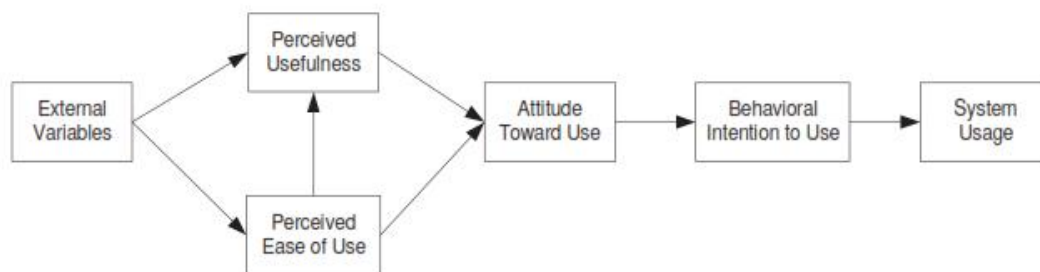 External
Variables
Perceived
Usefulness
Perceived
Ease of Use
Attitude
Toward Use
Behavioral
Intention to Use
System
Usage